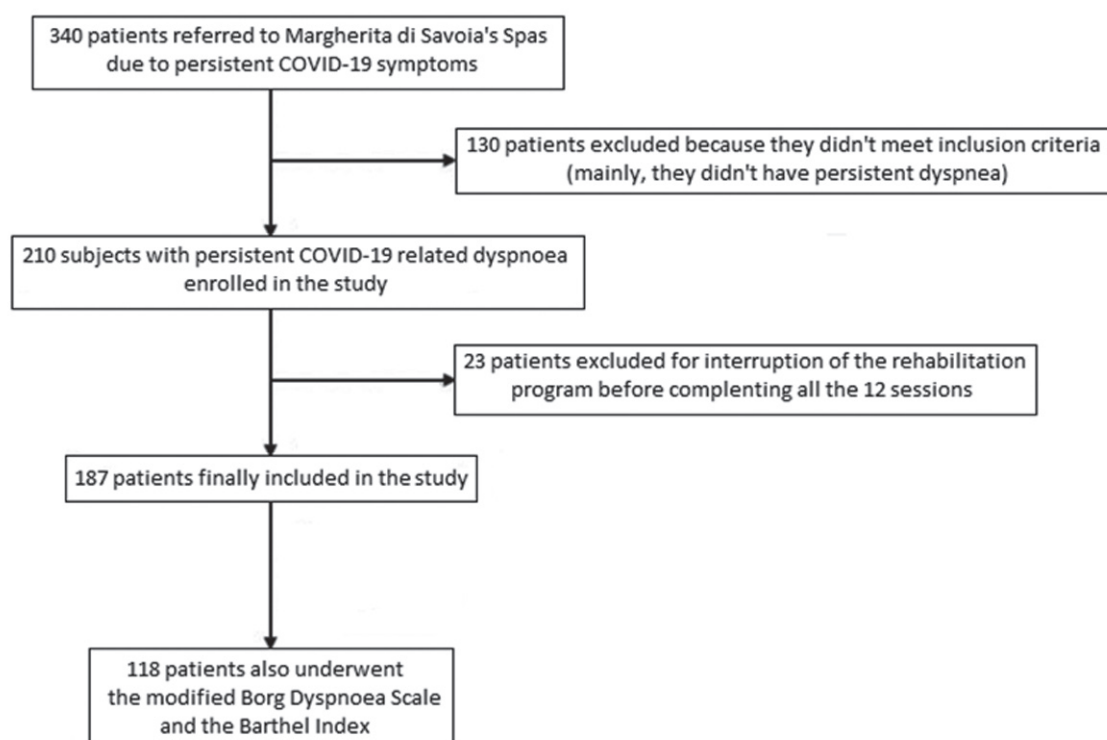 340 patients referred to Margherita di Savoia's Spas
due to persistent COVID-19 symptoms
130 patients excluded because they didn't meet inclusion criteria
(mainly, they didn't have persistent dyspnea)
210 subjects with persistent COVID-19 related dyspnoea
enrolled in the study
23 patients excluded for interruption of the rehabilitation
program before complenting all the 12 sessions
187 patients finally included in the study
118 patients also underwent
the modified Borg Dyspnoea Scale
and the Barthel Index